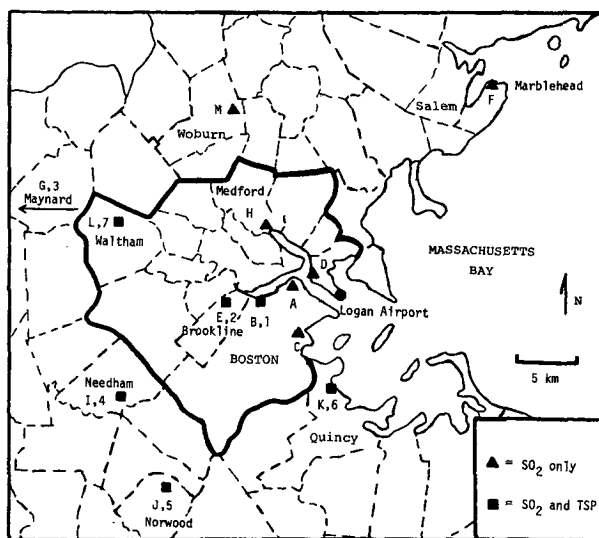 F
Marblehead
Salem
M
Woburn
G,3
Maynard
Medford
L,7
Waltham
H
MASSACHUSETTS
BAY
D
N
A
Logan Airport
E,2
B,1
Brookline
BOSTON
C
5 km
Needham
I,4
K,6
Quincy
J,5
Norwood
▲ = SO2 only
■ = SO2 and TSP